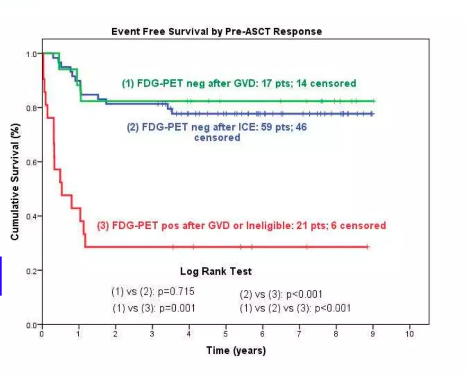 Event Free Survival by Pre-ASCT Response
Cumulative Survival (%)
1.0
0.8
0.6
0.4
0.2
0.0
(1) FDG-PET neg after GVD: 17 pts; 14 censored
(2) FDG-PET neg after ICE: 59 pts; 46
censored
(3) FDG-PET pos after GVD or Ineligible: 21 pts; 6 censored
Log Rank Test
(1) vs (2): p=0.715
(2) vs (3): p<0.001
(1) vs (3): p=0.001
(1) vs (2) vs (3): p<0.001
0 1 2 3 4 5 6 7 8 9 10
Time (years)